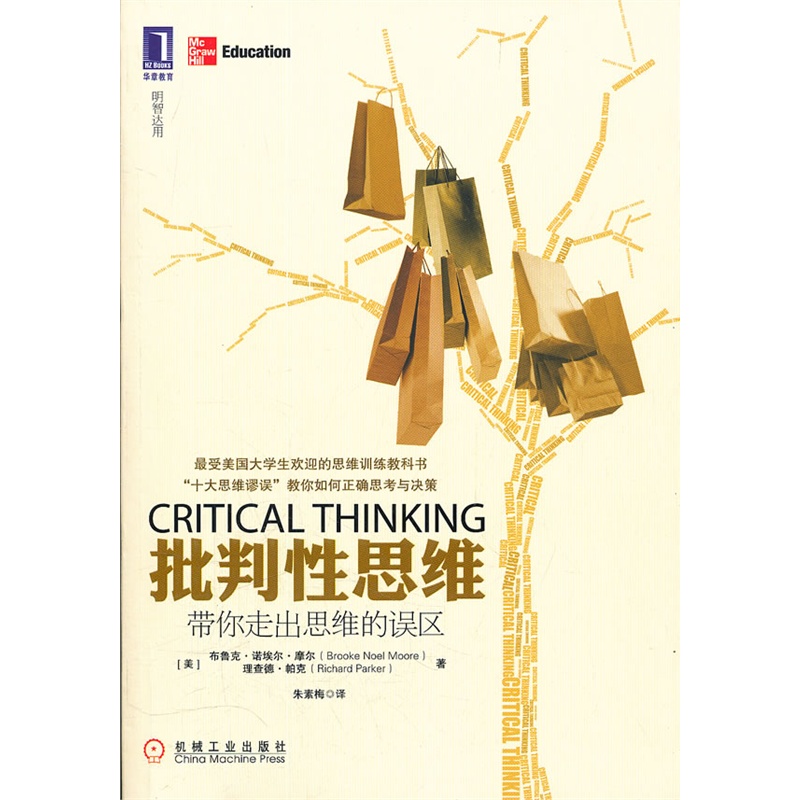 HZ Books
华章教育
明智达用
Mc
Graw
Hill
Education
CRITICAL THINKING
最受美国大学生欢迎的思维训练教科书
“十大思维谬误”教你如何正确思考与决策
CRITICAL THINKING
批判性思维
带你走出思维的误区
[美] 布鲁克·诺埃尔·摩尔（Brooke Noel Moore）
理查德·帕克（Richard Parker） 著
朱素梅◎译
机械工业出版社
China Machine Press